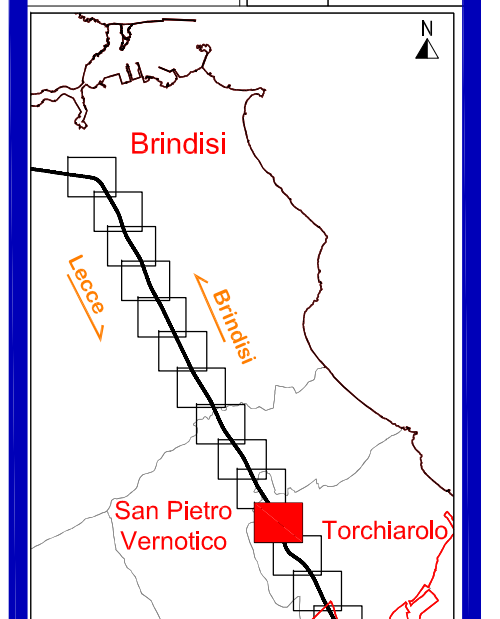 N
Brindisi
Lecce
Brindisi
San Pietro
Vernotico
Torchiarolo